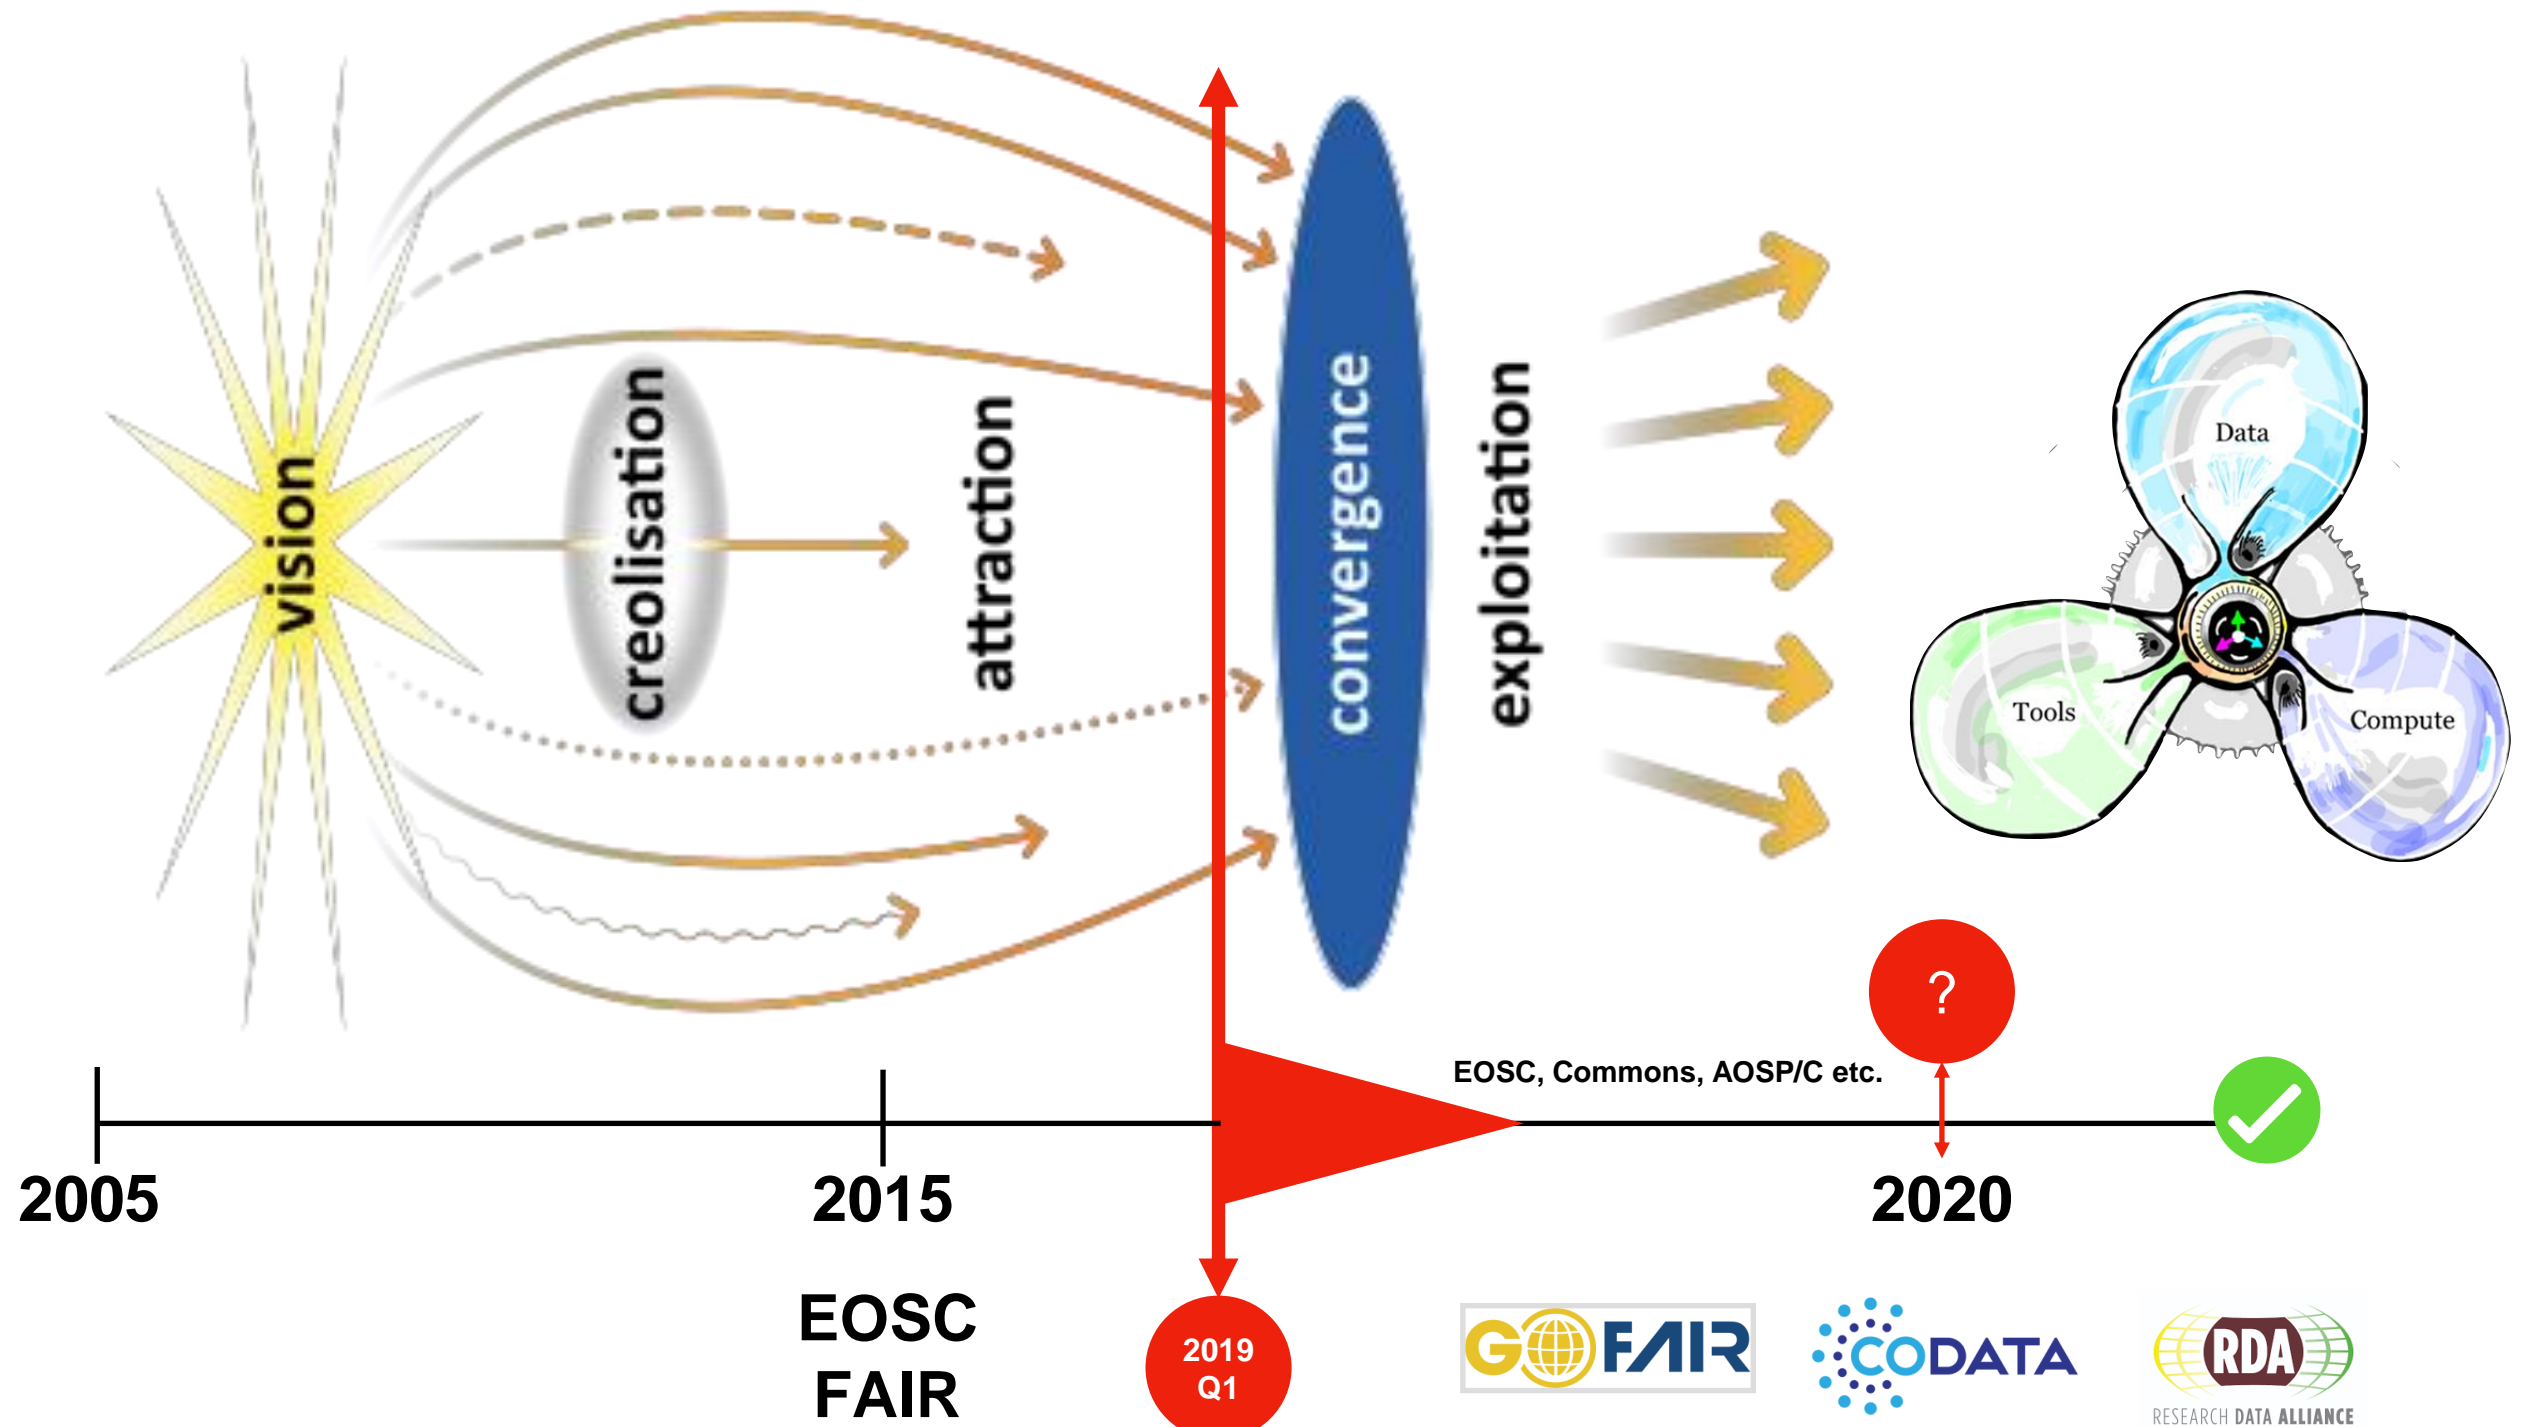 vision
creolisation
attraction
convergence
exploitation
Data
Tools
Compute
?
EOSC, Commons, AOSP/C etc.
2005
2015
2020
EOSC
FAIR
2019
Q1
GO FAIR
CODATA
RDA
RESEARCH DATA ALLIANCE